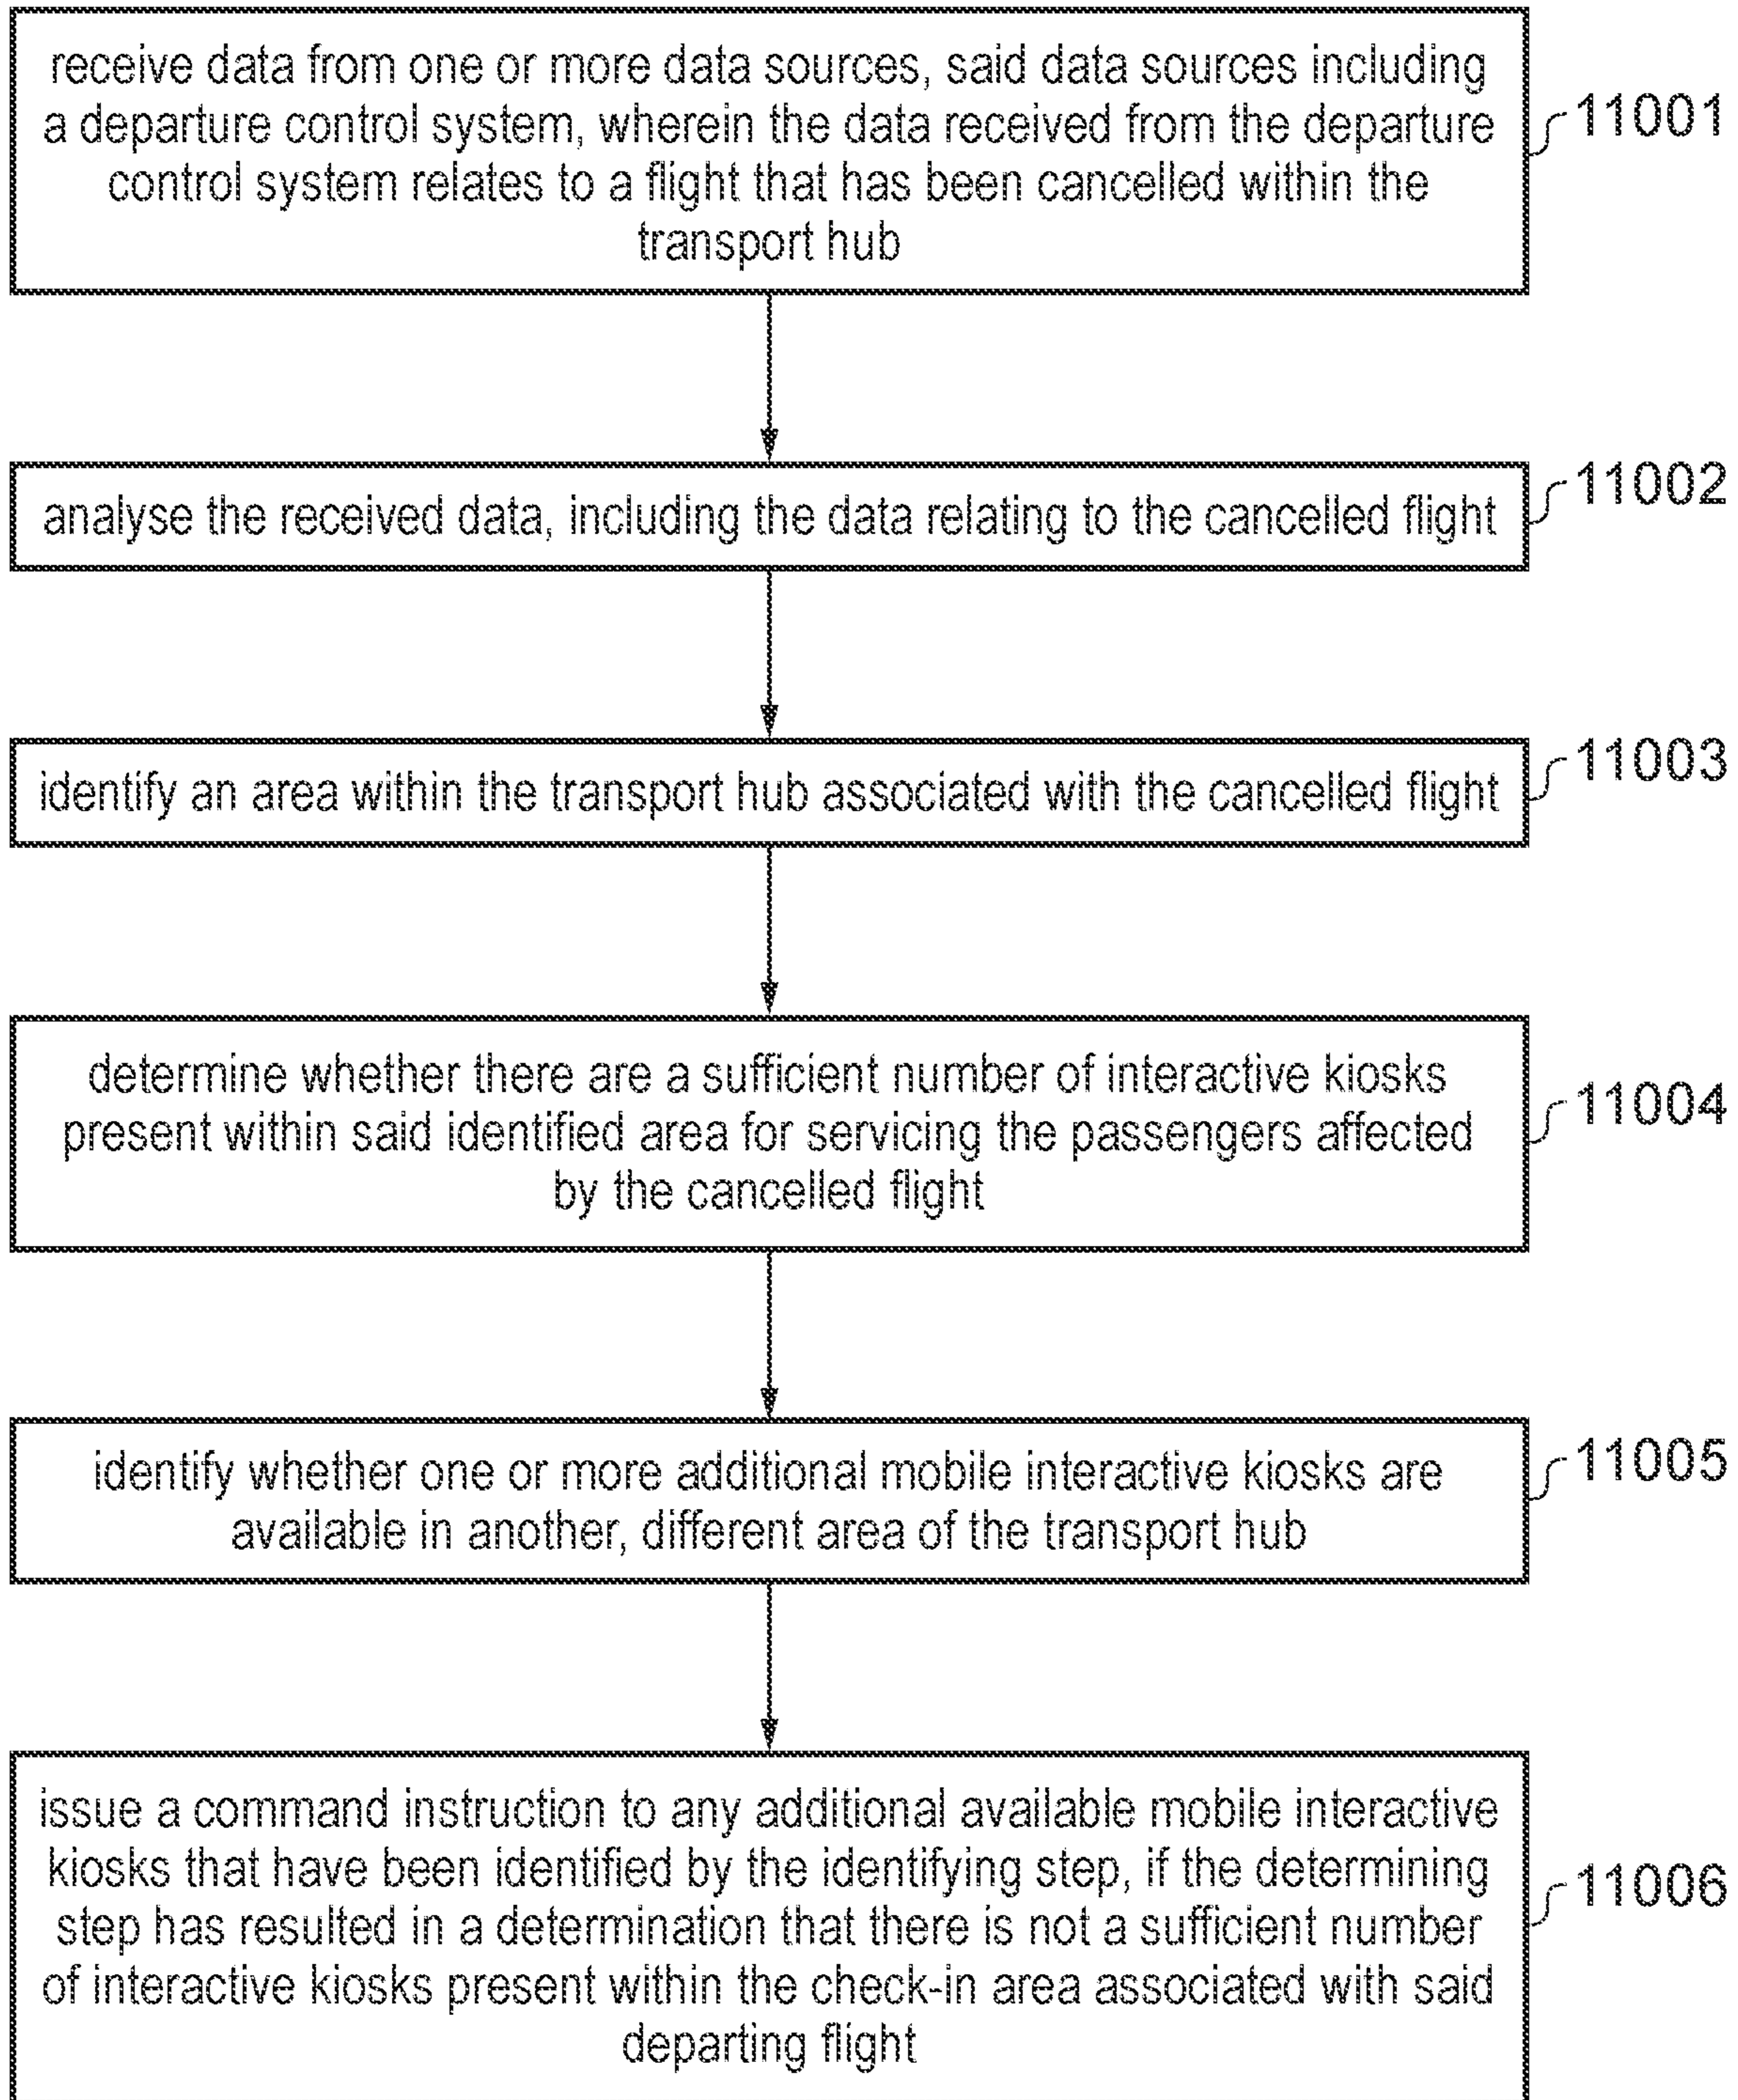 receive data from one or more data sources, said data sources including
a departure control system, wherein the data received from the departure
control system relates to a flight that has been cancelled within the
transport hub
11001
analyse the received data, including the data relating to the cancelled flight
11002
identify an area within the transport hub associated with the cancelled flight
11003
determine whether there are a sufficient number of interactive kiosks
present within said identified area for servicing the passengers affected
by the cancelled flight
11004
identify whether one or more additional mobile interactive kiosks are
available in another, different area of the transport hub
11005
issue a command instruction to any additional available mobile interactive
kiosks that have been identified by the identifying step, if the determining
step has resulted in a determination that there is not a sufficient number
of interactive kiosks present within the check-in area associated with said
departing flight
11006